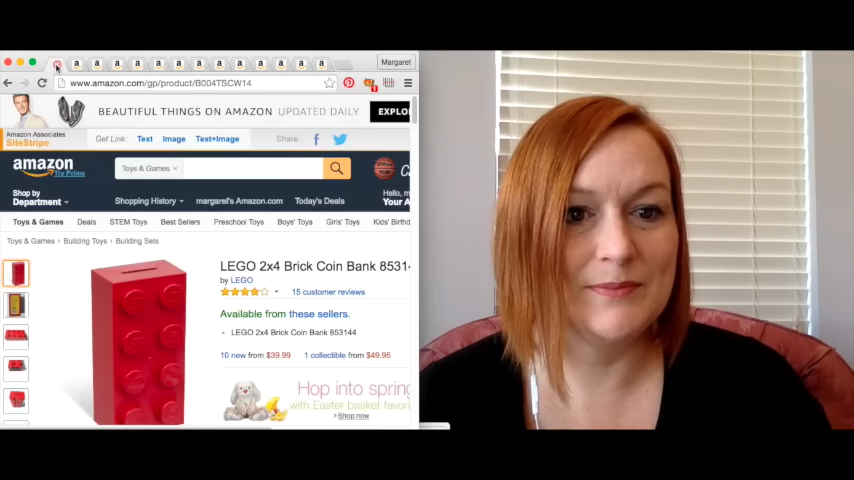 Margaret
www.amazon.com/gp/product/B004TSCW14
BEAUTIFUL THINGS ON AMAZON UPDATED DAILY EXPLO
Amazon Associates
SiteStripe
Get Link: Text Image Text+Image Share:
amazon
Try Prime
Toys & Games
Shop by
Department
Shopping History margaret's Amazon.com Today's Deals
Hello, m
Your A
Toys & Games Deals STEM Toys Best Sellers Preschool Toys Boys' Toys Girls' Toys Kids' Birthd
Toys & Games › Building Toys › Building Sets
LEGO 2x4 Brick Coin Bank 85314
by LEGO
15 customer reviews
Available from these sellers.
LEGO 2x4 Brick Coin Bank 853144
10 new from $39.99 1 collectible from $49.95
Hop into spring
with Easter basket favori
›Shop now